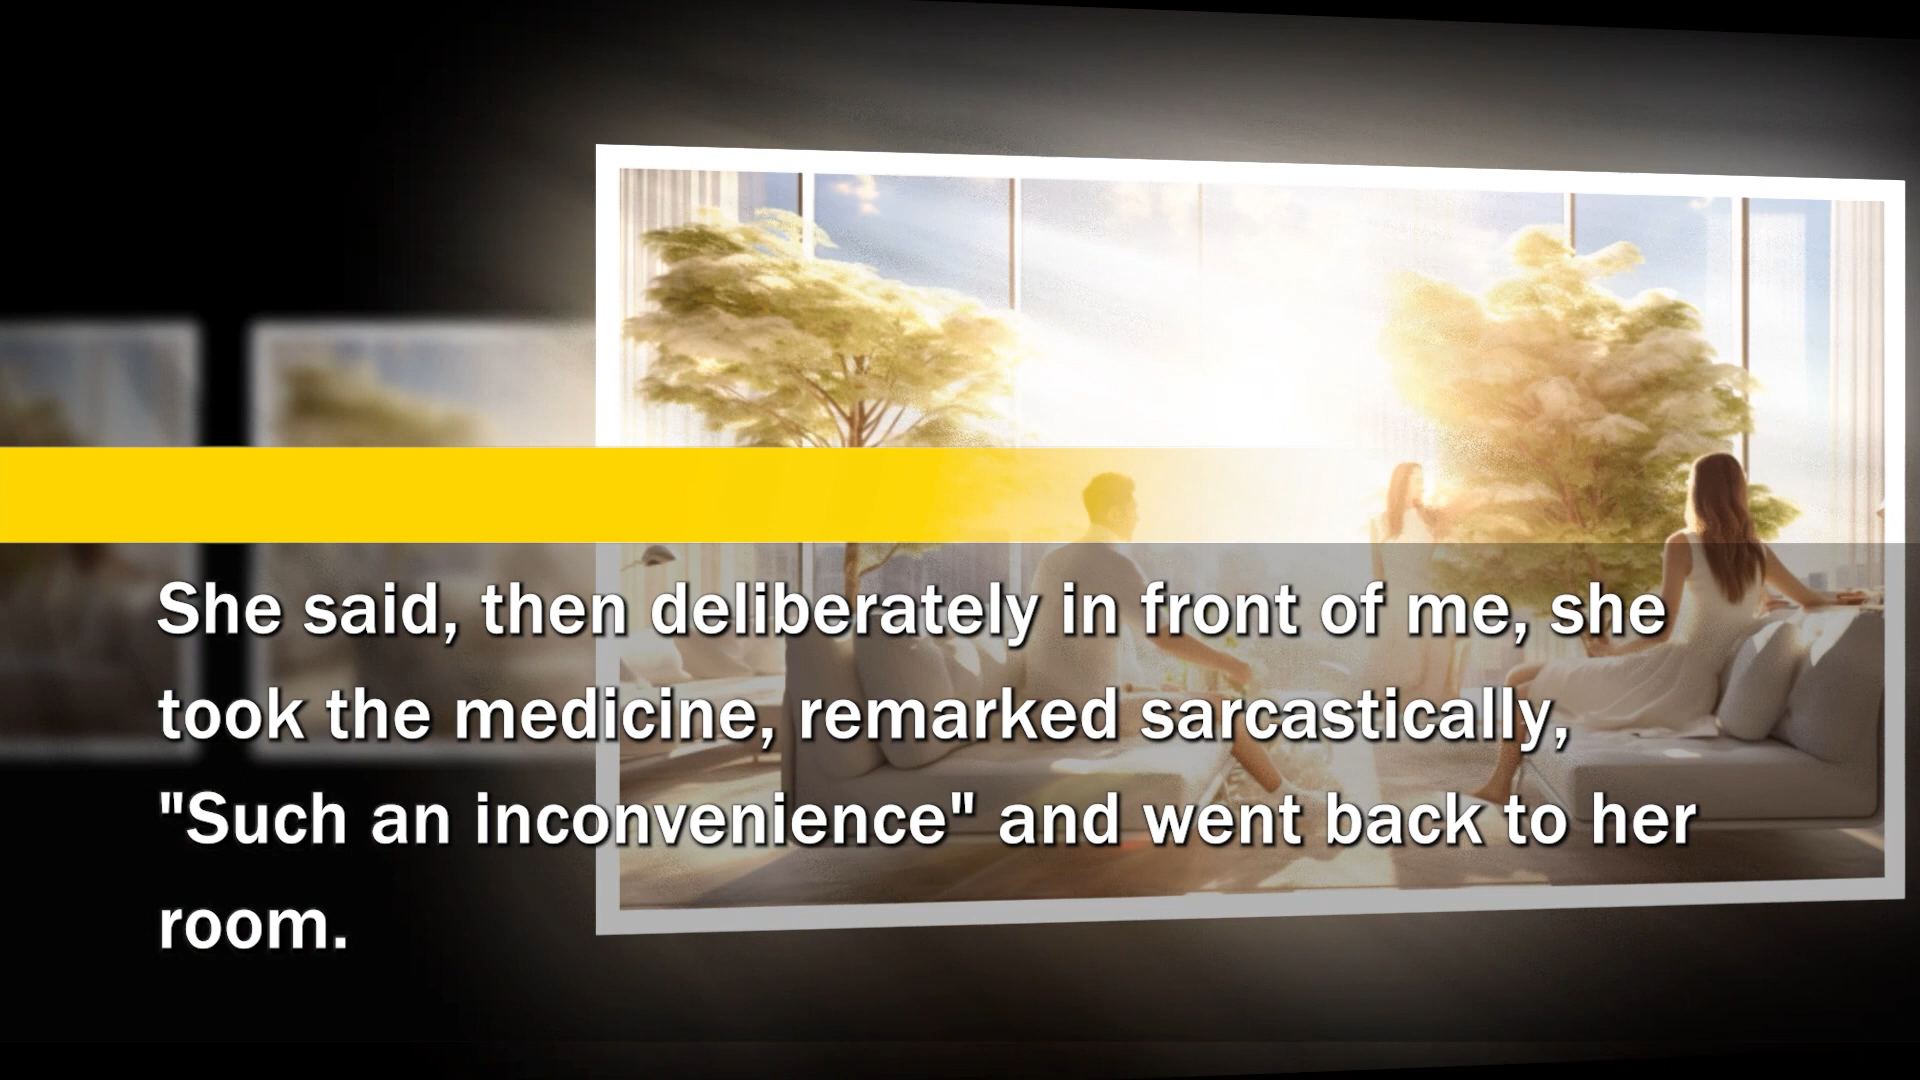 She said, then deliberately in front of me, she
took the medicine, remarked sarcastically,
"Such an inconvenience" and went back to her
room.